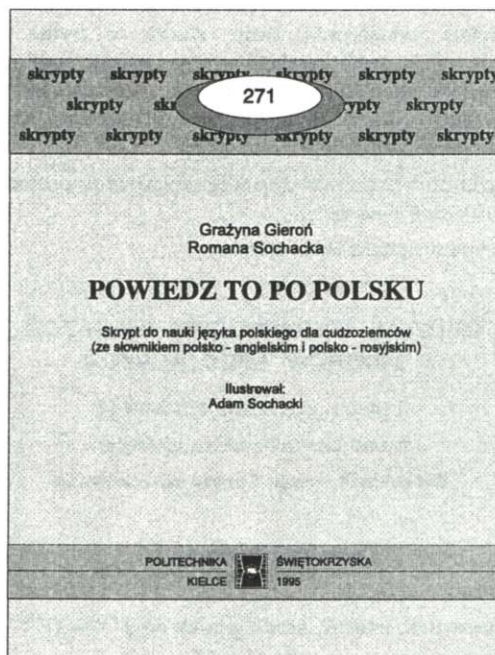 skrypty skrypty skrypty skrypty skrypty skrypty
skrypty 271 skrypty
skrypty skrypty skrypty skrypty skrypty skrypty
Grażyna Gieroń
Romana Sochacka
POWIEDZ TO PO POLSKU
Skrypt do nauki języka polskiego dla cudzoziemców
(ze słownikiem polsko - angielskim i polsko - rosyjskim)
Ilustrował:
Adam Sochacki
POLITECHNIKA ŚWIĘTOKRZYSKA
KIELCE 1995